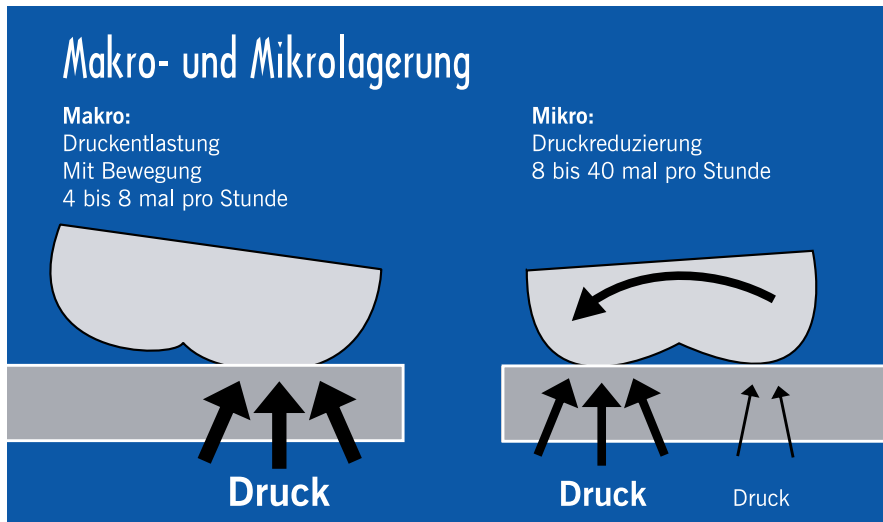 Makro- und Mikrolagerung
Makro:
Druckentlastung
Mit Bewegung
4 bis 8 mal pro Stunde
Mikro:
Druckreduzierung
8 bis 40 mal pro Stunde
Druck
Druck
Druck